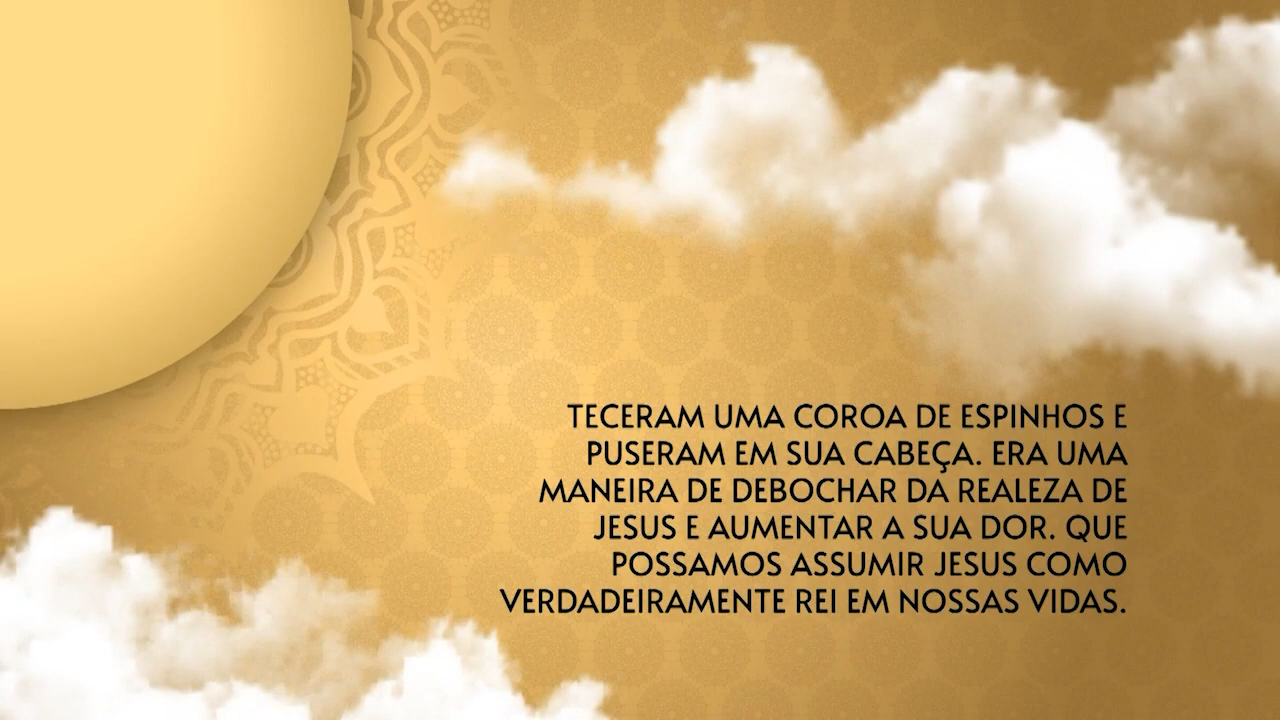 TECERAM UMA COROA DE ESPINHOS E
PUSERAM EM SUA CABEÇA. ERA UMA
MANEIRA DE DEBOCHAR DA REALEZA DE
JESUS E AUMENTAR A SUA DOR. QUE
POSSAMOS ASSUMIR JESUS COMO
VERDADEIRAMENTE REI EM NOSSAS VIDAS.